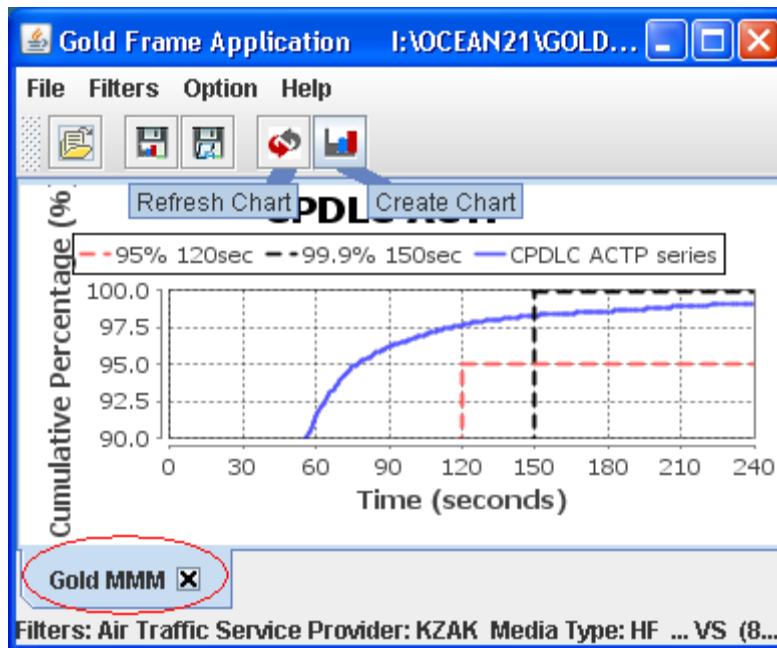 Gold Frame Application I:\OCEAN21\GOLD...
File Filters Option Help
Refresh Chart
Create Chart
Cumulative Percentage (%)
95% 120sec 99.9% 150sec CPDLC ACTP series
100.0
97.5
95.0
92.5
90.0
0 30 60 90 120 150 180 210 240
Time (seconds)
Gold MMM
Filters: Air Traffic Service Provider: KZAK Media Type: HF ... VS (8...